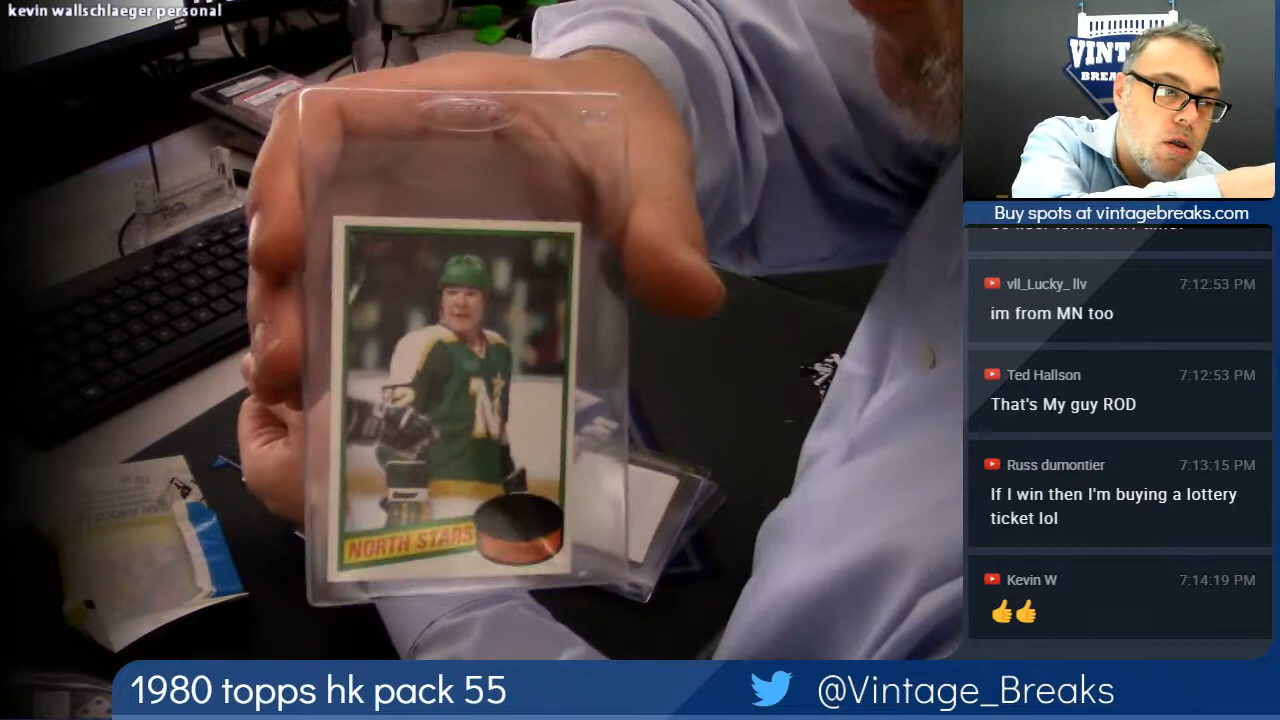 kevin wallschlaeger personal
VINT
BREA
Buy spots at vintagebreaks.com
vll_Lucky_ llv 7:12:53 PM
im from MN too
Ted Hallson 7:12:53 PM
That's My guy ROD
Russ dumontier 7:13:15 PM
If I win then I'm buying a lottery
ticket lol
Kevin W 7:14:19 PM
👍👍
N
NORTH STARS
1980 topps hk pack 55
@Vintage_Breaks